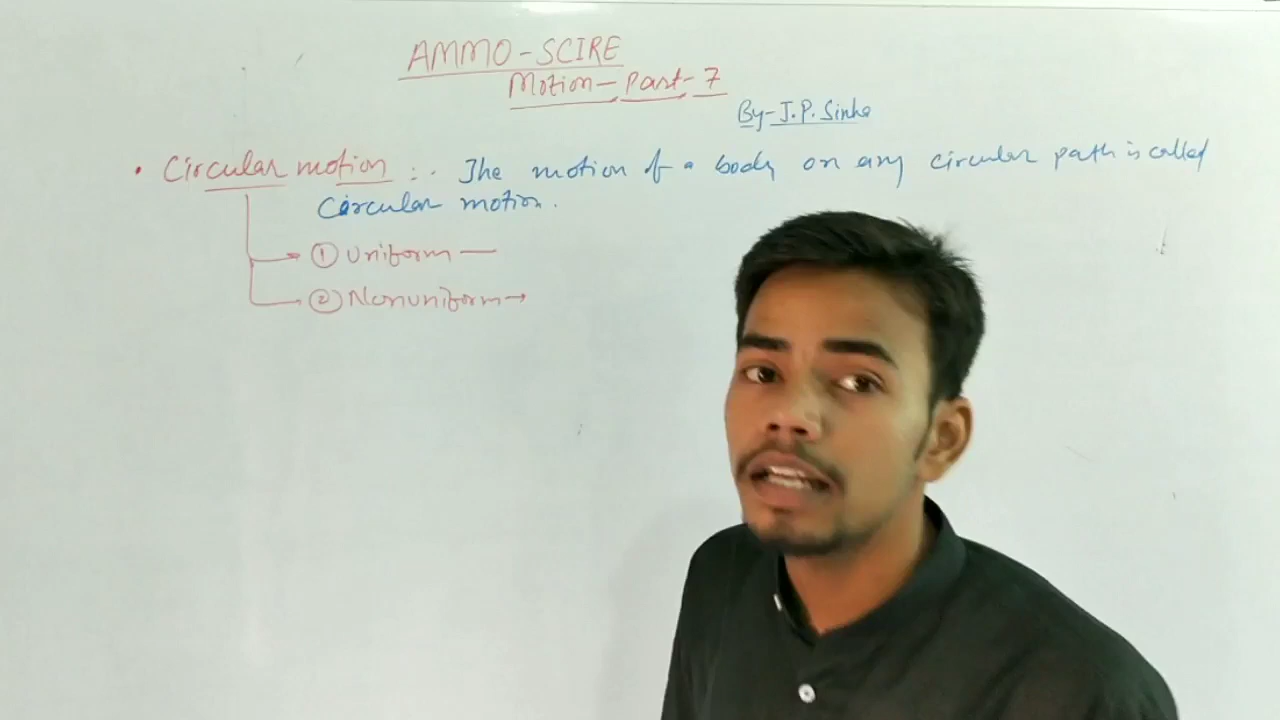 AMMO-SCIRE
Motion-Part-7
By-J.P. Sinha
• Circular motion :. The motion of a body on any circular path is called
Circular motion.
→ ① Uniform —
→ ② Nonuniform→